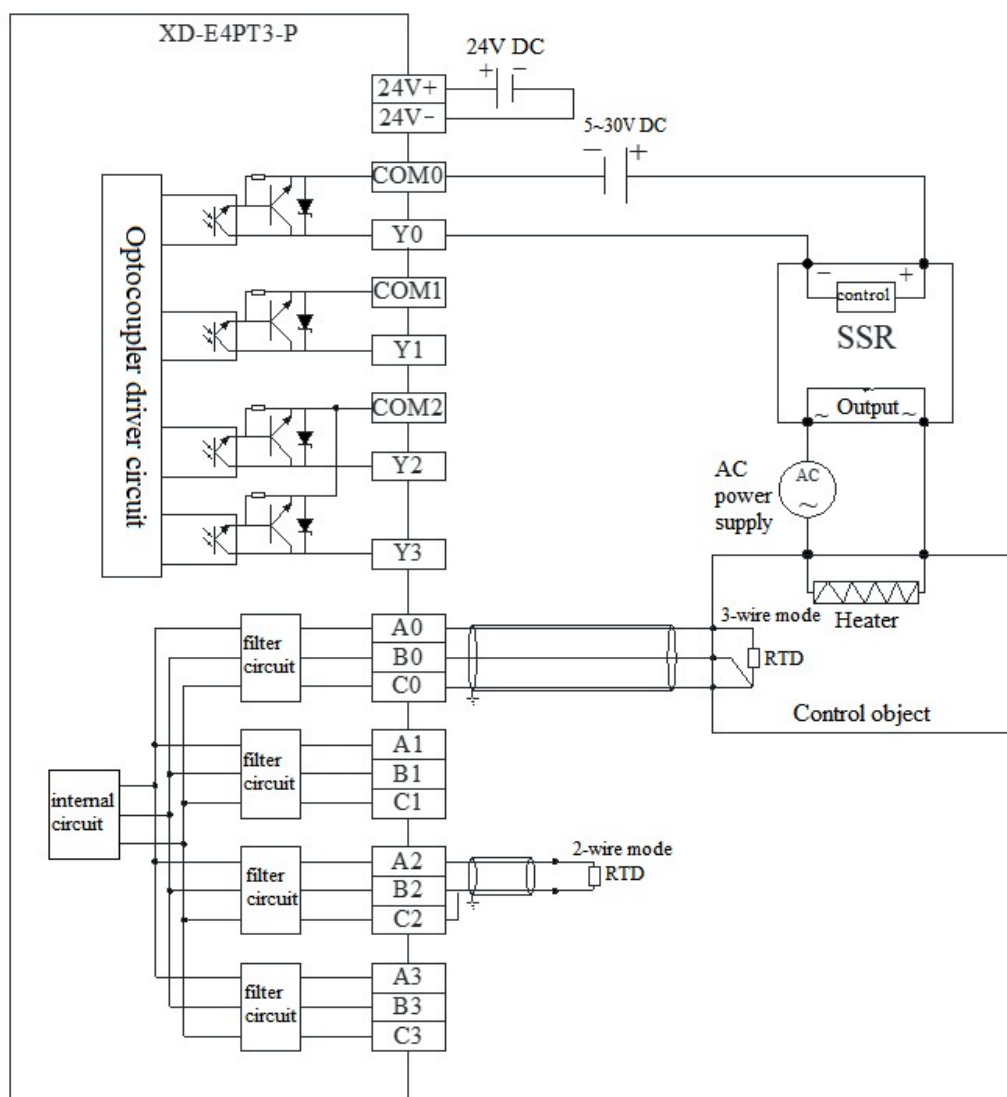 XD-E4PT3-P
24V DC
+ −
24V+
24V-
5~30V DC
− +
COM0
Y0
COM1
Y1
COM2
Y2
Y3
Optocoupler driver circuit
− +
control
SSR
~ Output ~
AC
power
supply
AC
~
Heater
3-wire mode
RTD
Control object
filter
circuit
A0
B0
C0
filter
circuit
A1
B1
C1
internal
circuit
filter
circuit
A2
B2
C2
2-wire mode
RTD
filter
circuit
A3
B3
C3